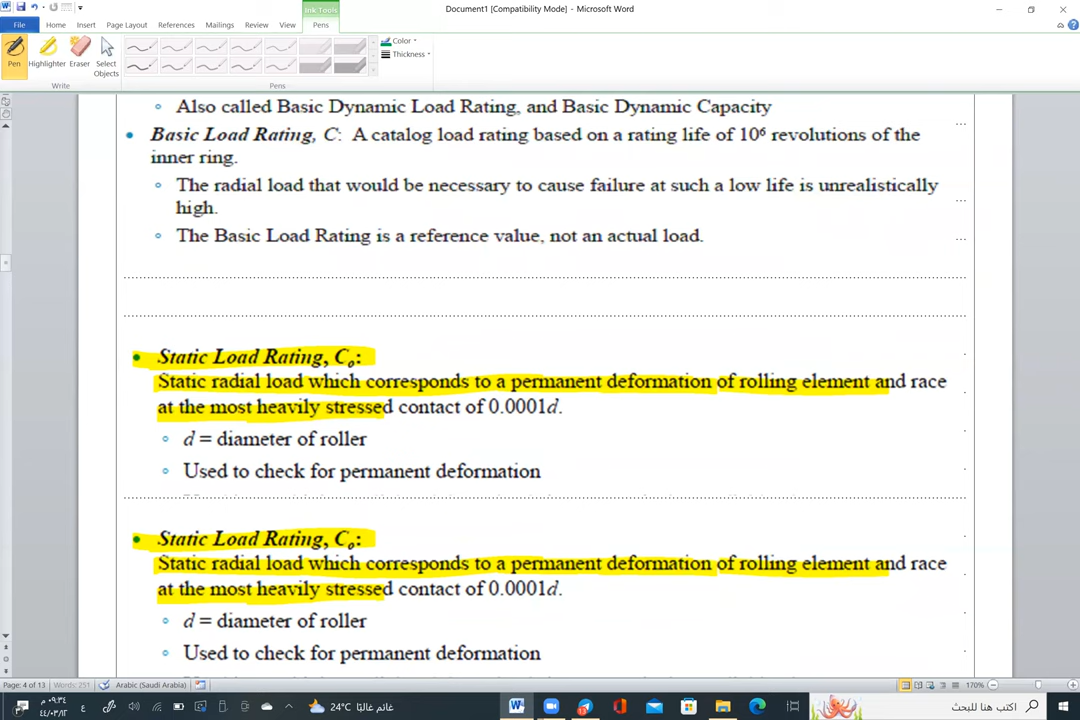 Document1 [Compatibility Mode] - Microsoft Word
Ink Tools
File Home Insert Page Layout References Mailings Review View Pens
Pen Highlighter Eraser Select Objects
Color
Thickness
Write Pens
Also called Basic Dynamic Load Rating, and Basic Dynamic Capacity
Basic Load Rating, C: A catalog load rating based on a rating life of 10⁶ revolutions of the
inner ring.
The radial load that would be necessary to cause failure at such a low life is unrealistically
high.
The Basic Load Rating is a reference value, not an actual load.
Static Load Rating, Cₒ:
Static radial load which corresponds to a permanent deformation of rolling element and race
at the most heavily stressed contact of 0.0001d.
d = diameter of roller
Used to check for permanent deformation
Static Load Rating, Cₒ:
Static radial load which corresponds to a permanent deformation of rolling element and race
at the most heavily stressed contact of 0.0001d.
d = diameter of roller
Used to check for permanent deformation
Page: 4 of 13 Words: 291 Arabic (Saudi Arabia) 170%
٠٩:٣٤ م
٤٤/٠٣/١٢
ع
24°C غائم غالبًا
اكتب هنا للبحث